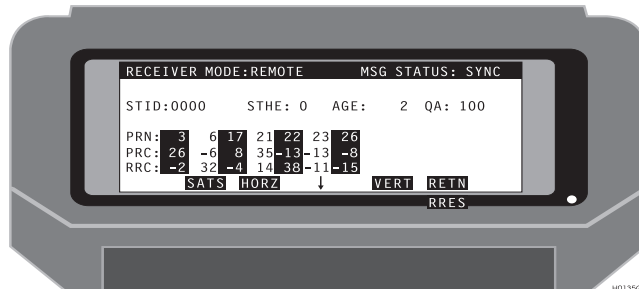 RECEIVER MODE:REMOTE MSG STATUS: SYNC
STID:0000 STHE: 0 AGE: 2 QA: 100
PRN: 3 6 17 21 22 23 26
PRC: 26 -6 8 35 -13 -13 -8
RRC: -2 32 -4 14 38 -11 -15
SATS HORZ ↓ VERT RETN
RRES